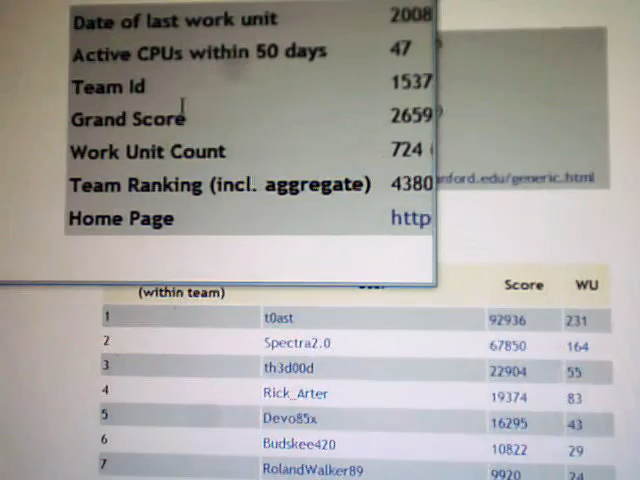 Date of last work unit 2008
Active CPUs within 50 days 47
Team Id 1537
Grand Score 2659
Work Unit Count 724
Team Ranking (incl. aggregate) 4380
Home Page http
nford.edu/generic.html
(within team) Score WU
1 t0ast 92936 231
2 Spectra2.0 67850 164
3 th3d00d 22904 55
4 Rick_Arter 19374 83
5 Devo85x 16295 43
6 Budskee420 10822 29
7 RolandWalker89 9920 24